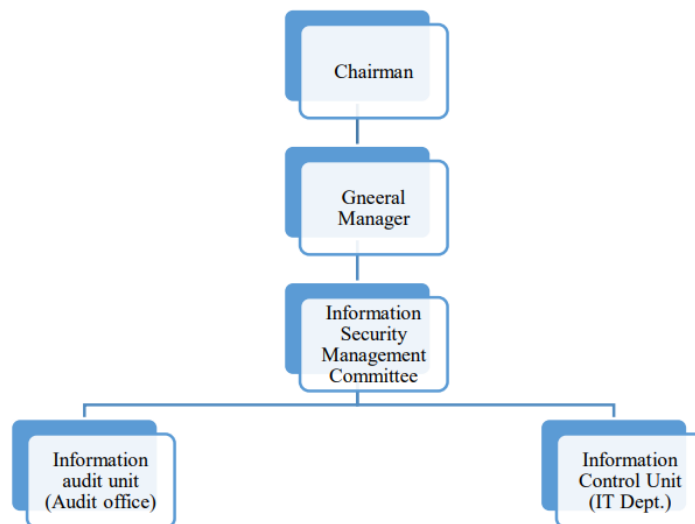 Chairman
Gneeral
Manager
Information
Security
Management
Committee
Information
audit unit
(Audit office)
Information
Control Unit
(IT Dept.)